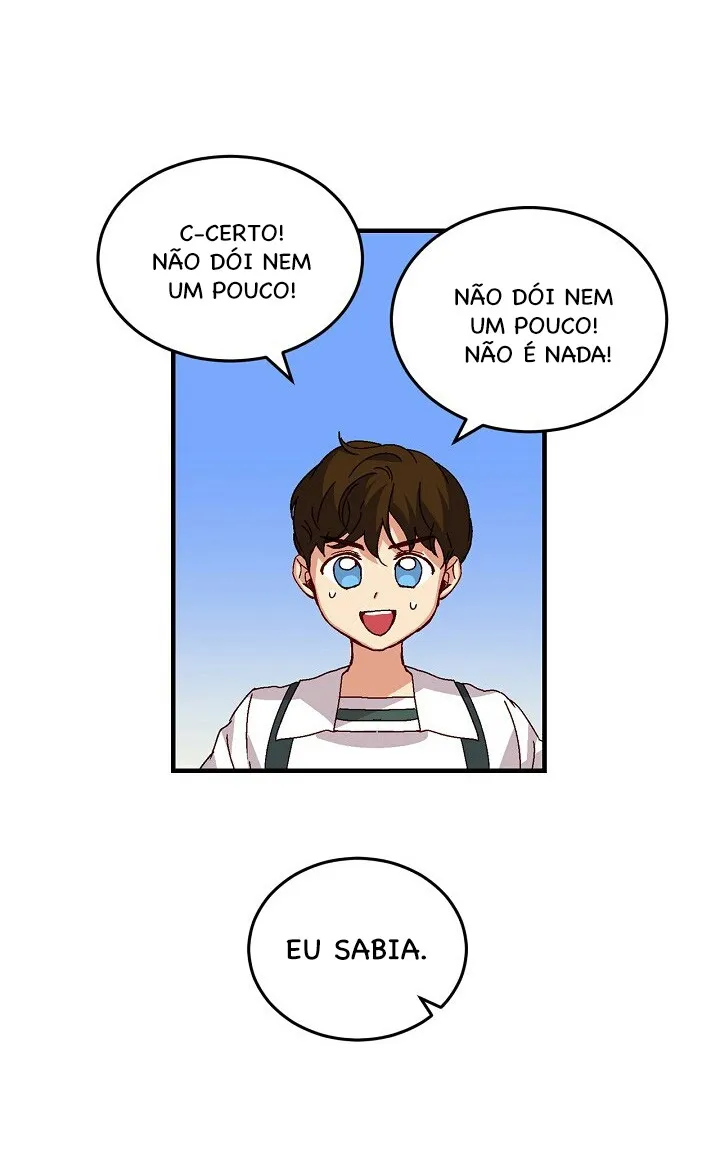 C-CERTO!
NÃO DÓI NEM
UM POUCO!
NÃO DÓI NEM
UM POUCO!
NÃO É NADA!
EU SABIA.